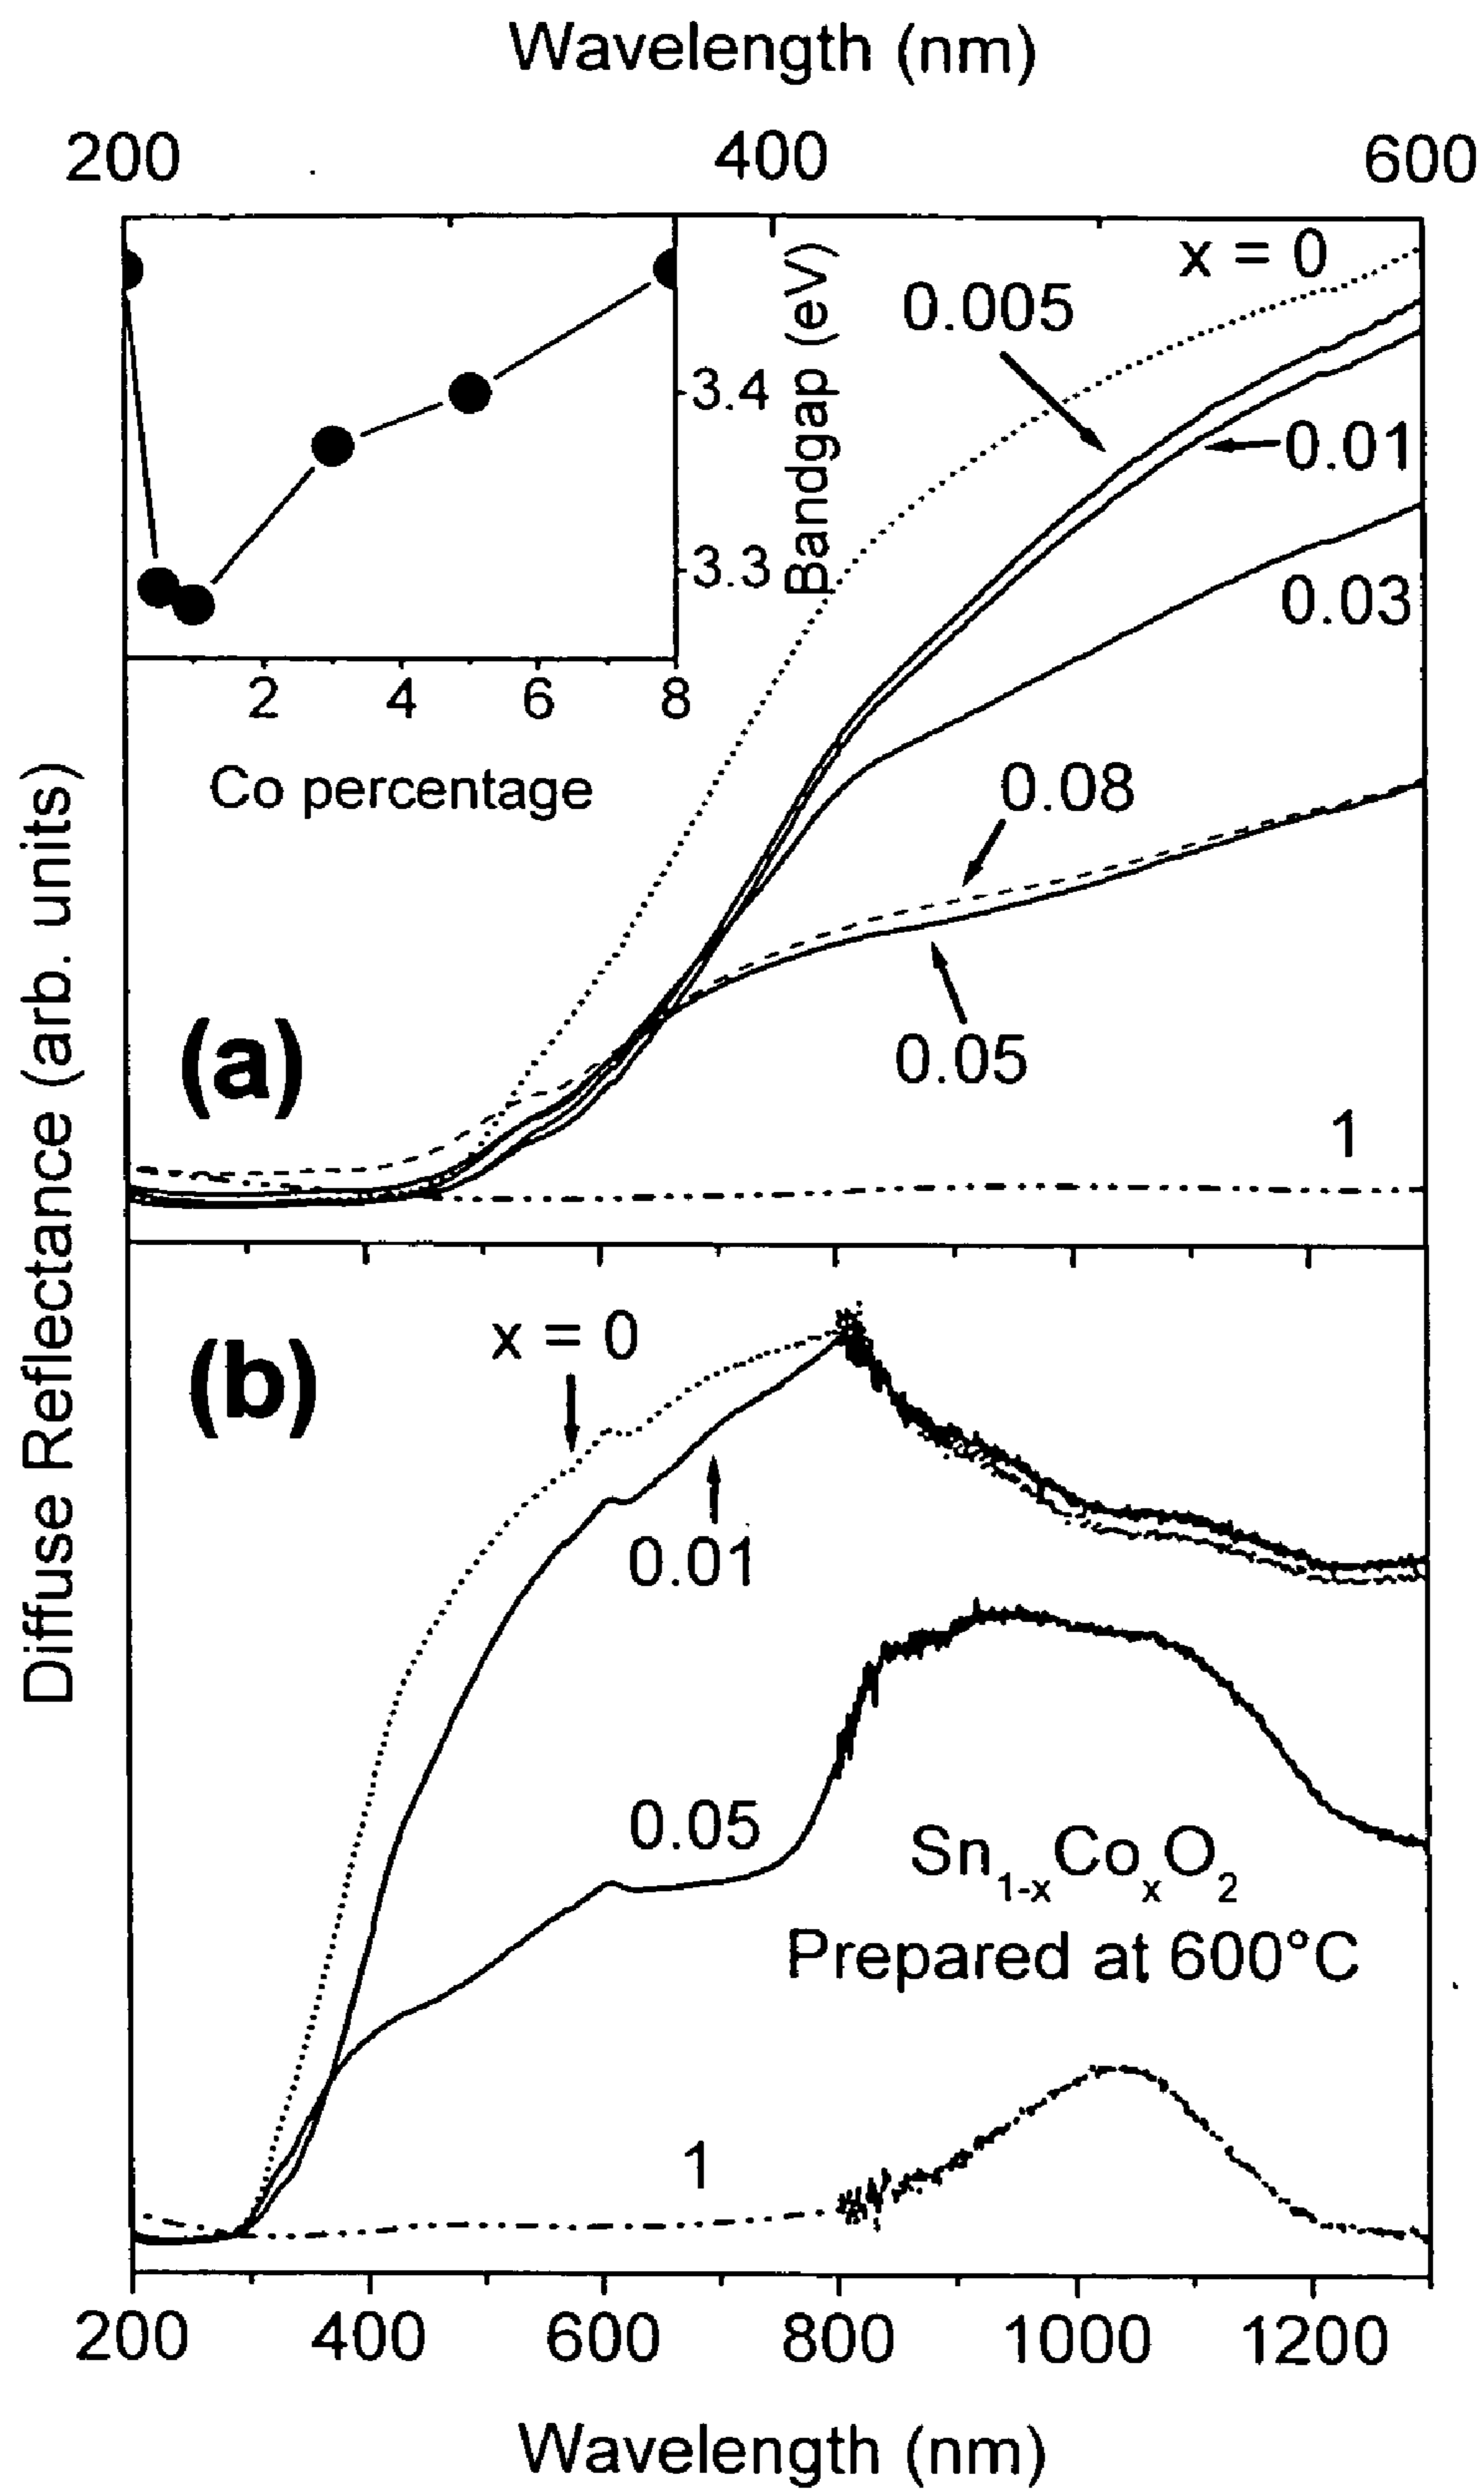 Wavelength (nm)
200 400 600
x = 0
0.005
0.01
0.03
0.08
0.05
1
Bandgap (eV)
3.4
3.3
2 4 6 8
Co percentage
(a)
Diffuse Reflectance (arb. units)
(b)
x = 0
0.01
0.05
1
Sn1-xCoxO2
Prepared at 600°C
200 400 600 800 1000 1200
Wavelength (nm)